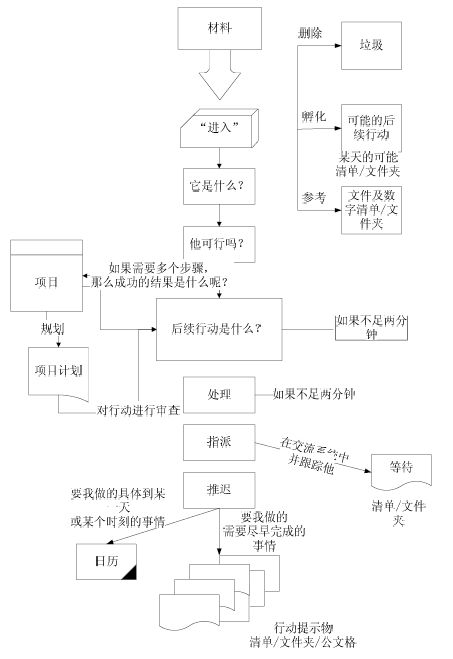 材料
删除
垃圾
"进入"
孵化
可能的后
续行动
某天的可能
清单/文件夹
它是什么?
参考
文件及数
字清单/文
件夹
他可行吗?
如果需要多个步骤,
那么成功的结果是什么呢?
项目
规划
后续行动是什么?
如果不足两分
钟
项目计划
对行动进行审查
处理
如果不足两分钟
指派
在交流系统中
并跟踪他
等待
清单/文件
夹
推迟
要我做的具体到某
一天
或某个时刻的事情
要我做的
需要尽早完成的
事情
日历
行动提示物
清单/文件夹/公文格